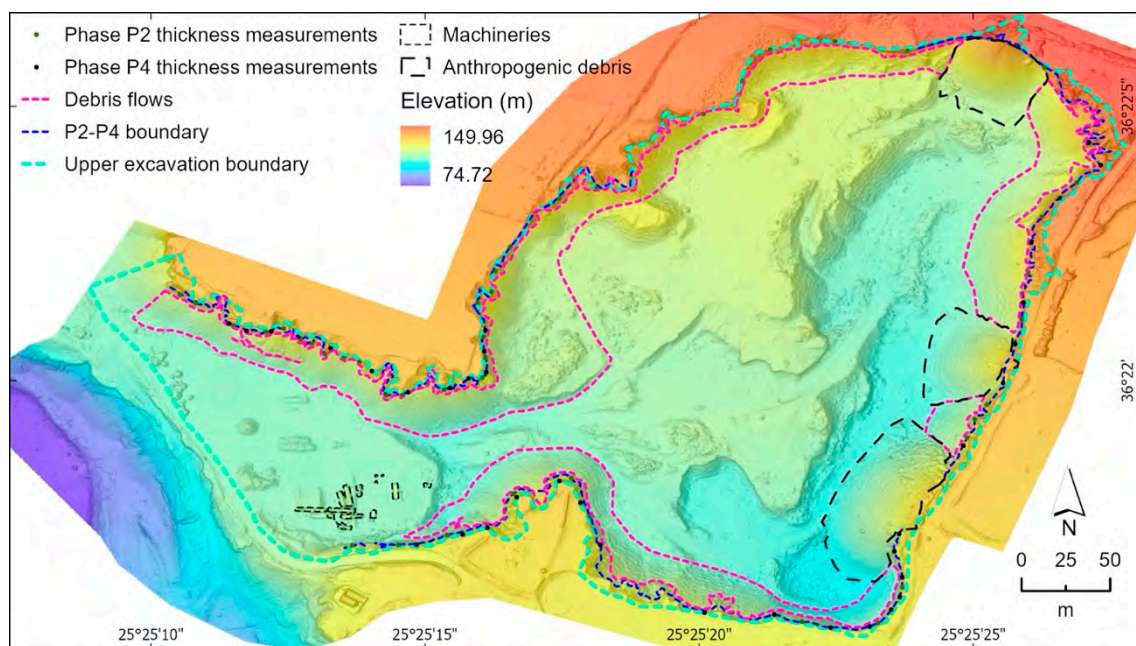 Phase P2 thickness measurements
Phase P4 thickness measurements
Debris flows
P2-P4 boundary
Upper excavation boundary
Machineries
Anthropogenic debris
Elevation (m)
149.96
74.72
36°22'5"
36°22'
N
0 25 50
m
25°25'10"
25°25'15"
25°25'20"
25°25'25"